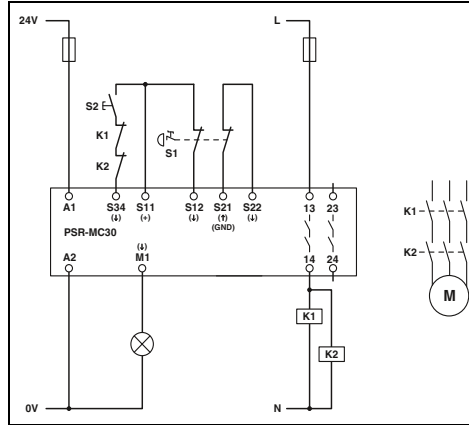 24V L
S2
K1 S1
K2
A1 S34 S11 S12 S21 S22 13 23
(↓) (+) (↓) (↑) (↓)
(GND)
PSR-MC30
(↓)
A2 M1 14 24
K1
K2
M
K1
K2
0V N